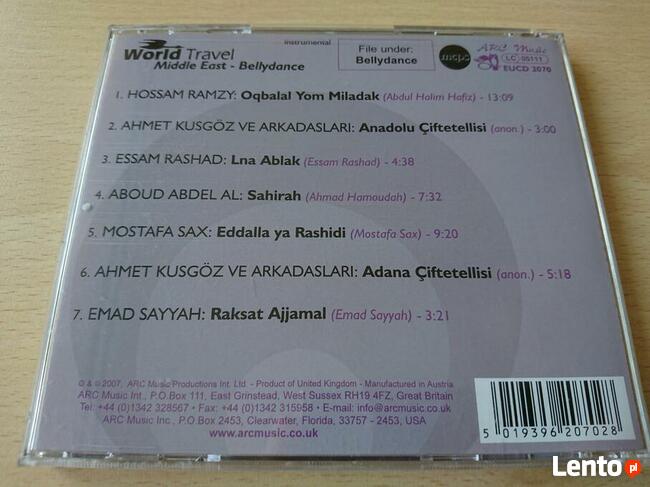 World Travel
Middle East - Bellydance
instrumental
File under:
Bellydance
mcps
ARC Music
LC 05111
EUCD 2070
1. HOSSAM RAMZY: Oqbalal Yom Miladak (Abdul Halim Hafiz) - 13:09
2. AHMET KUSGÖZ VE ARKADASLARI: Anadolu Çiftetellisi (anon.) - 3:00
3. ESSAM RASHAD: Lna Ablak (Essam Rashad) - 4:38
4. ABOUD ABDEL AL: Sahirah (Ahmad Hamoudah) - 7:32
5. MOSTAFA SAX: Eddalla ya Rashidi (Mostafa Sax) - 9:20
6. AHMET KUSGÖZ VE ARKADASLARI: Adana Çiftetellisi (anon.) - 5:18
7. EMAD SAYYAH: Raksat Ajjamal (Emad Sayyah) - 3:21
℗ & © 2007, ARC Music Productions Int. Ltd. - Product of United Kingdom - Manufactured in Austria
ARC Music Int., P.O.Box 111, East Grinstead, West Sussex RH19 4FZ, Great Britain
Tel: +44 (0)1342 328567 • Fax: +44 (0)1342 315958 • E-mail: info@arcmusic.co.uk
ARC Music Inc., P.O. Box 2453, Clearwater, Florida, 33757 - 2453, USA
www.arcmusic.co.uk
5 019396 207028
Lento.pl